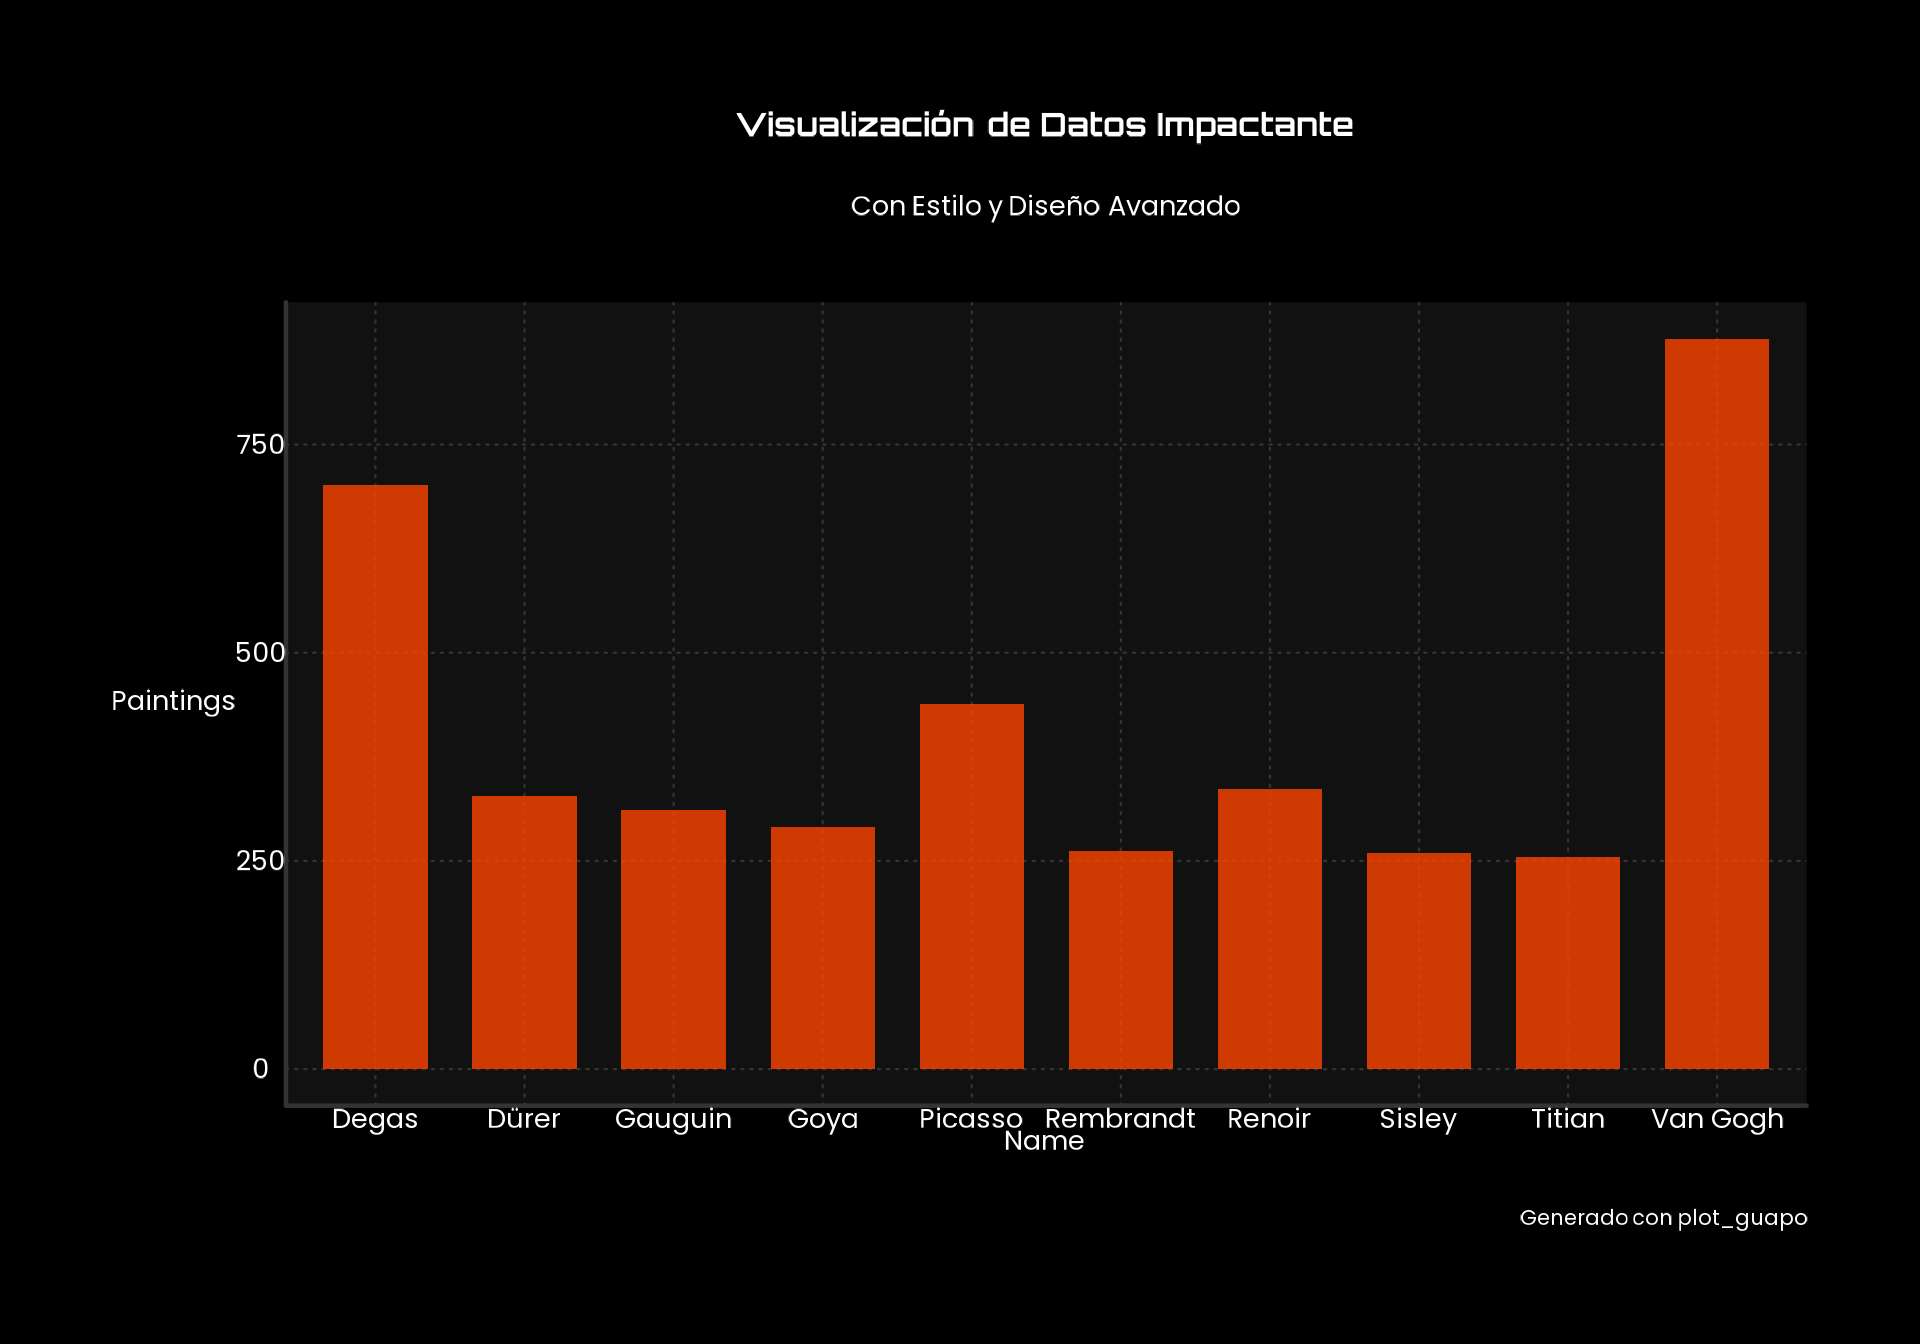 Visualización de Datos Impactante
Con Estilo y Diseño Avanzado
750
500
250
0
Paintings
Degas Dürer Gauguin Goya Picasso Rembrandt Renoir Sisley Titian Van Gogh
Name
Generado con plot_guapo